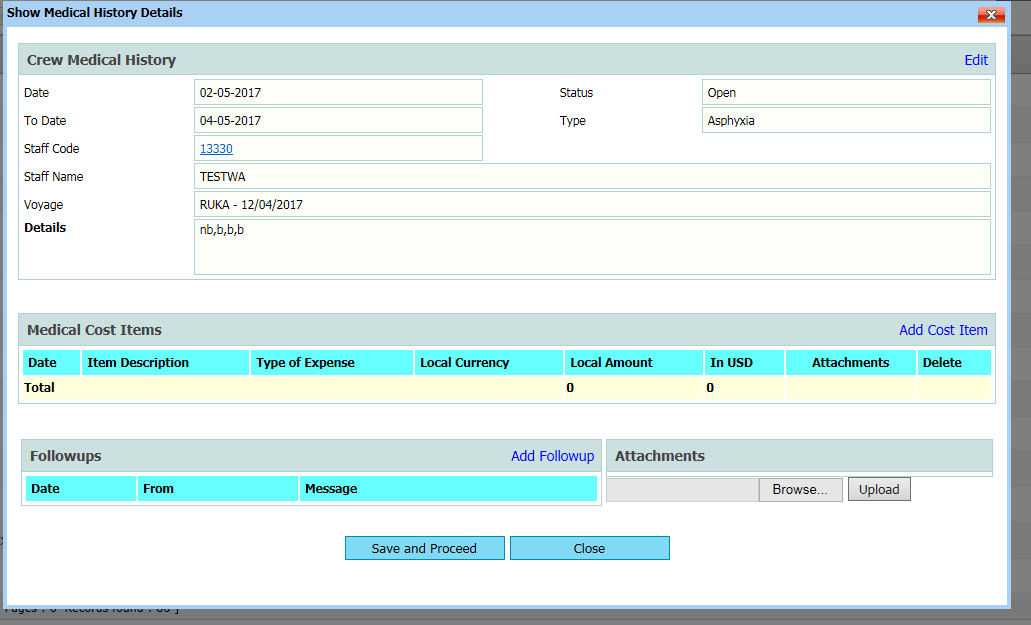 Show Medical History Details
Crew Medical History Edit
Date 02-05-2017 Status Open
To Date 04-05-2017 Type Asphyxia
Staff Code 13330
Staff Name TESTWA
Voyage RUKA - 12/04/2017
Details nb,b,b,b
Medical Cost Items Add Cost Item
Date Item Description Type of Expense Local Currency Local Amount In USD Attachments Delete
Total 0 0
Followups Add Followup Attachments
Date From Message Browse... Upload
Save and Proceed Close